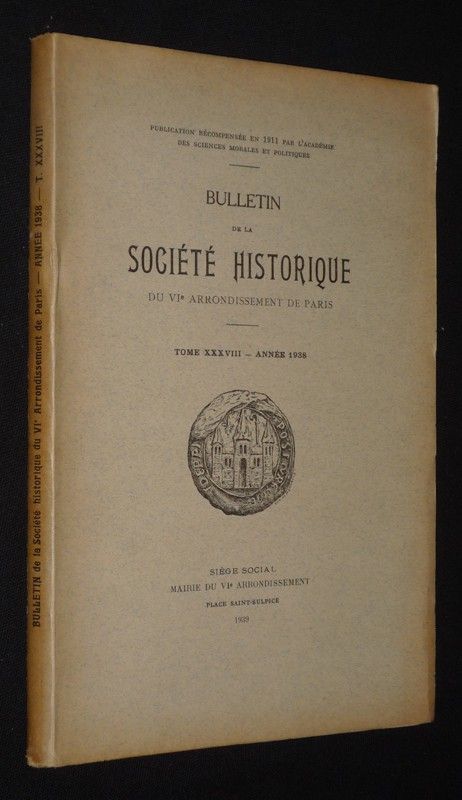 BULLETIN de la Société historique du VIe Arrondissement de Paris — ANNÉE 1938 — T. XXXVIII
PUBLICATION RÉCOMPENSÉE EN 1911 PAR L'ACADÉMIE
DES SCIENCES MORALES ET POLITIQUES
BULLETIN
DE LA
SOCIÉTÉ HISTORIQUE
DU VIe ARRONDISSEMENT DE PARIS
TOME XXXVIII — ANNÉE 1938
SIÈGE SOCIAL
MAIRIE DU VIe ARRONDISSEMENT
PLACE SAINT-SULPICE
1939